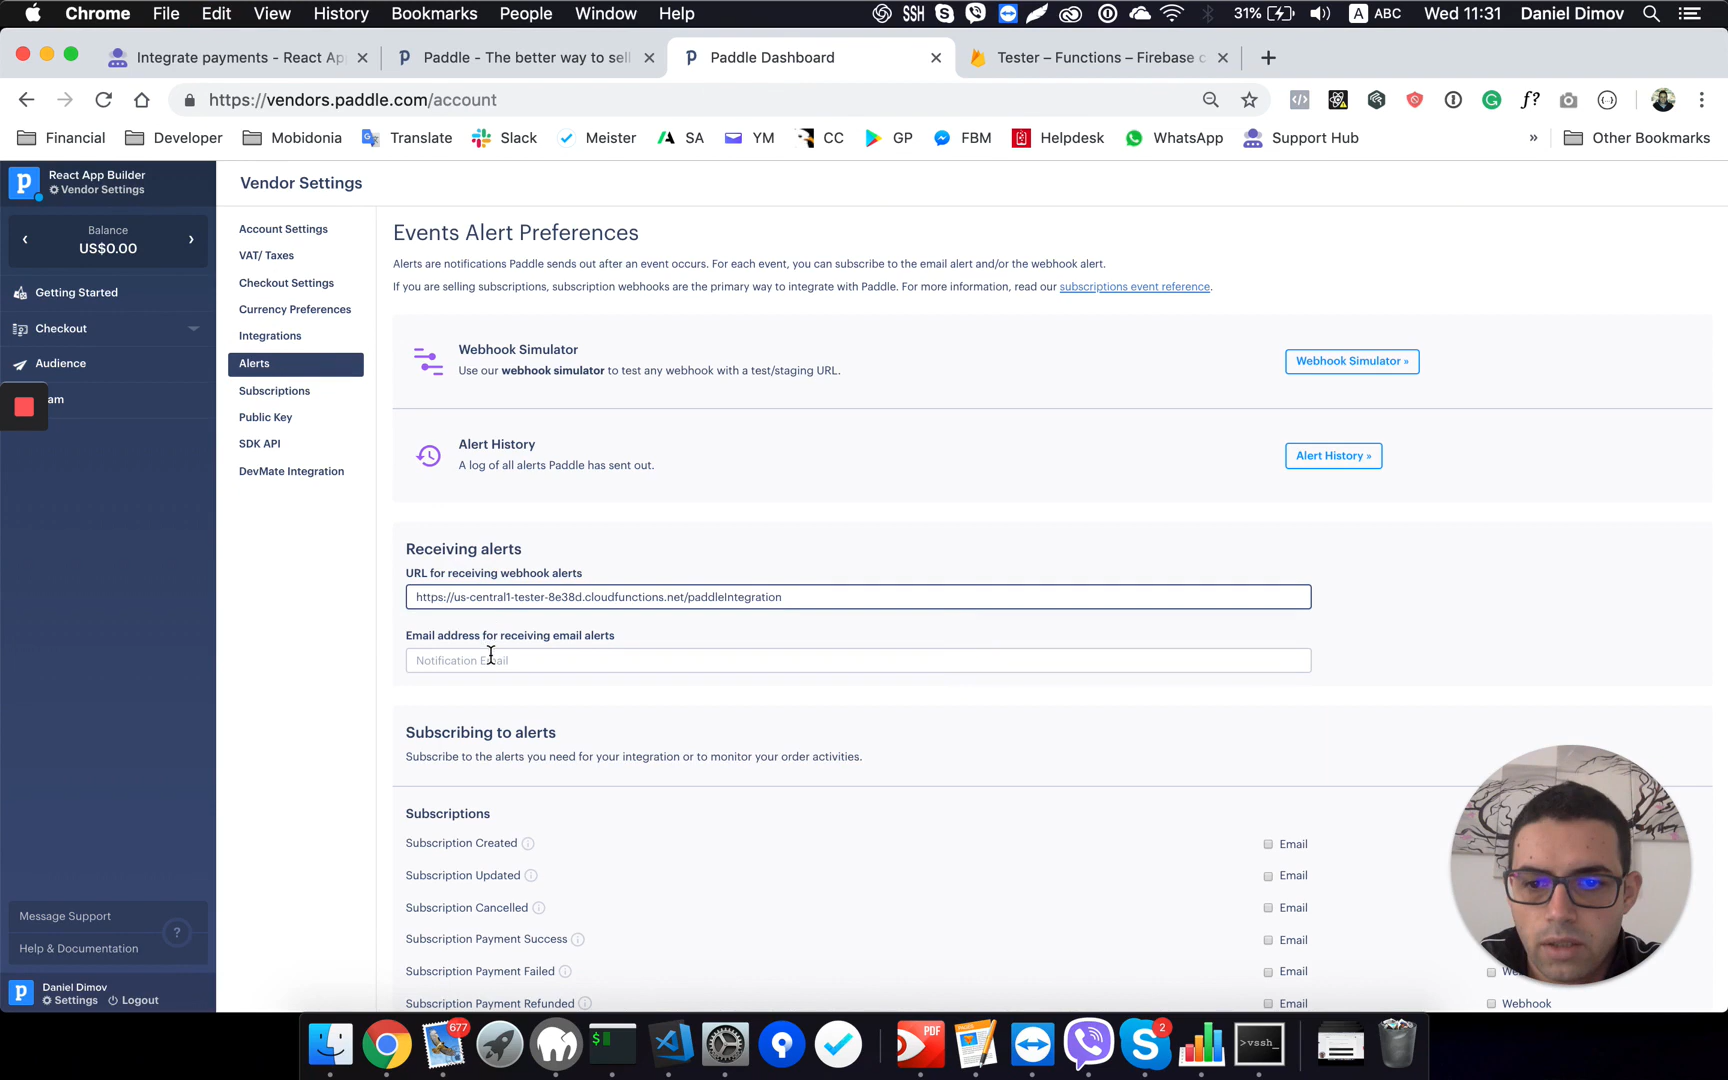 Chrome File Edit View History Bookmarks People Window Help SSH 31% A ABC Wed 11:31 Daniel Dimov
Integrate payments - React Ap
Paddle - The better way to sell
Paddle Dashboard
Tester – Functions – Firebase c
https://vendors.paddle.com/account
f?
Financial Developer Mobidonia Translate Slack Meister SA YM CC GP FBM Helpdesk WhatsApp Support Hub » Other Bookmarks
React App Builder
Vendor Settings
Balance
US$0.00
Getting Started
Checkout
Audience
am
Message Support
Help & Documentation
?
Daniel Dimov
Settings Logout
Vendor Settings
Account Settings
VAT/ Taxes
Checkout Settings
Currency Preferences
Integrations
Alerts
Subscriptions
Public Key
SDK API
DevMate Integration
Events Alert Preferences
Alerts are notifications Paddle sends out after an event occurs. For each event, you can subscribe to the email alert and/or the webhook alert.
If you are selling subscriptions, subscription webhooks are the primary way to integrate with Paddle. For more information, read our subscriptions event reference.
Webhook Simulator
Use our webhook simulator to test any webhook with a test/staging URL.
Webhook Simulator »
Alert History
A log of all alerts Paddle has sent out.
Alert History »
Receiving alerts
URL for receiving webhook alerts
https://us-central1-tester-8e38d.cloudfunctions.net/paddleIntegration
Email address for receiving email alerts
Notification Email
Subscribing to alerts
Subscribe to the alerts you need for your integration or to monitor your order activities.
Subscriptions
Subscription Created Email
Subscription Updated Email
Subscription Cancelled Email
Subscription Payment Success Email
Subscription Payment Failed Email
Subscription Payment Refunded Email Webhook
677
PDF
2
>vssh_